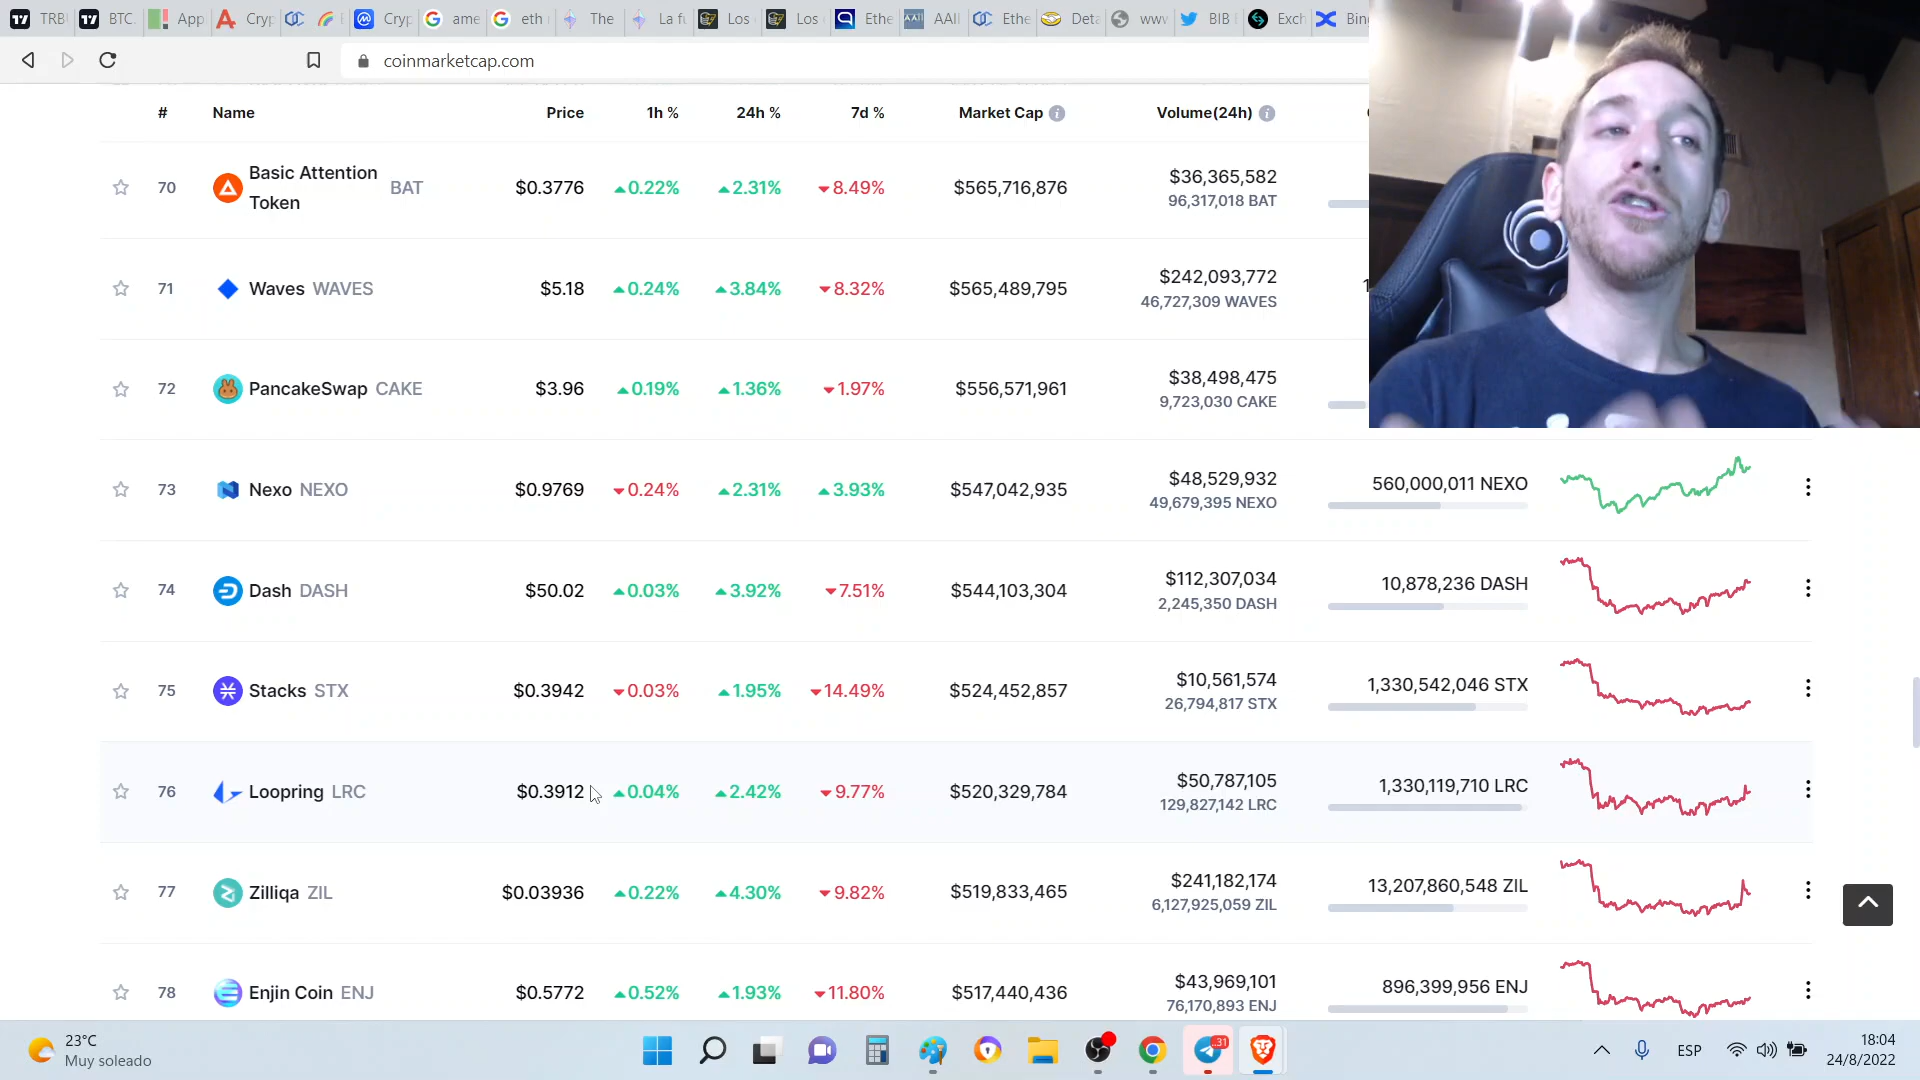 TRB
BTC.
App
Cryp
Cryp
ame
eth
The
La fu
Los
Los
Ethe
AAII
AAII
Ethe
Deta
www
BIB
Exch
Bin
coinmarketcap.com
# Name Price 1h % 24h % 7d % Market Cap Volume(24h)
70 Basic Attention Token BAT $0.3776 0.22% 2.31% 8.49% $565,716,876 $36,365,582
96,317,018 BAT
71 Waves WAVES $5.18 0.24% 3.84% 8.32% $565,489,795 $242,093,772
46,727,309 WAVES
72 PancakeSwap CAKE $3.96 0.19% 1.36% 1.97% $556,571,961 $38,498,475
9,723,030 CAKE
73 Nexo NEXO $0.9769 0.24% 2.31% 3.93% $547,042,935 $48,529,932 560,000,011 NEXO
49,679,395 NEXO
74 Dash DASH $50.02 0.03% 3.92% 7.51% $544,103,304 $112,307,034 10,878,236 DASH
2,245,350 DASH
75 Stacks STX $0.3942 0.03% 1.95% 14.49% $524,452,857 $10,561,574 1,330,542,046 STX
26,794,817 STX
76 Loopring LRC $0.3912 0.04% 2.42% 9.77% $520,329,784 $50,787,105 1,330,119,710 LRC
129,827,142 LRC
77 Zilliqa ZIL $0.03936 0.22% 4.30% 9.82% $519,833,465 $241,182,174 13,207,860,548 ZIL
6,127,925,059 ZIL
78 Enjin Coin ENJ $0.5772 0.52% 1.93% 11.80% $517,440,436 $43,969,101 896,399,956 ENJ
76,170,893 ENJ
23°C
Muy soleado
31
ESP
18:04
24/8/2022